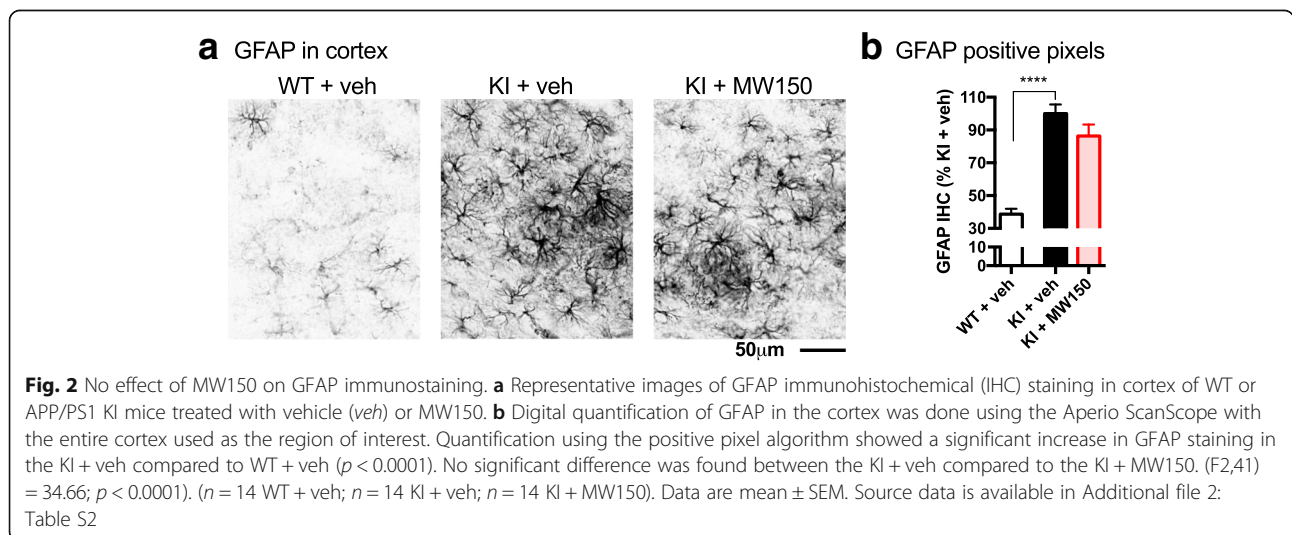 a GFAP in cortex
WT + veh
KI + veh
KI + MW150
50μm
b GFAP positive pixels
****
GFAP IHC (% KI + veh)
110
90
70
50
30
10
0
WT + veh
KI + veh
KI + MW150
Fig. 2 No effect of MW150 on GFAP immunostaining. a Representative images of GFAP immunohistochemical (IHC) staining in cortex of WT or
APP/PS1 KI mice treated with vehicle (veh) or MW150. b Digital quantification of GFAP in the cortex was done using the Aperio ScanScope with
the entire cortex used as the region of interest. Quantification using the positive pixel algorithm showed a significant increase in GFAP staining in
the KI + veh compared to WT + veh (p < 0.0001). No significant difference was found between the KI + veh compared to the KI + MW150. (F2,41)
= 34.66; p < 0.0001). (n = 14 WT + veh; n = 14 KI + veh; n = 14 KI + MW150). Data are mean ± SEM. Source data is available in Additional file 2:
Table S2